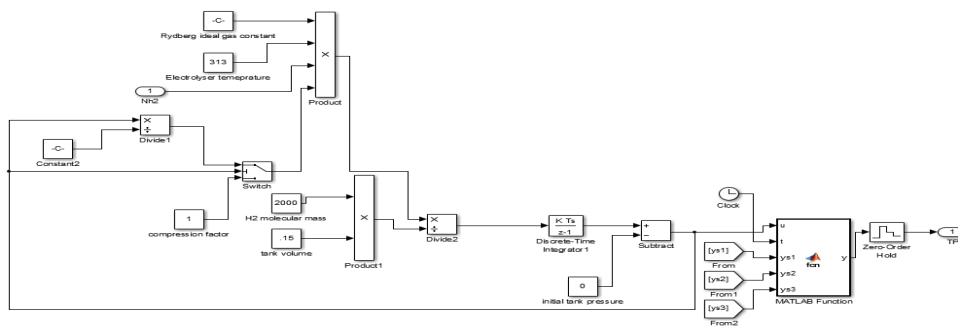 -C-
Rydberg ideal gas constant
313
Electrolyser temeprature
1
Nh2
×
Product
×
÷
Divide1
-C-
Constant2
Switch
1
compression factor
2000
H2 molecular mass
.15
tank volume
×
Product1
×
÷
Divide2
K Ts
z-1
Discrete-Time
Integrator1
+
−
Subtract
0
initial tank pressure
Clock
[ys1]
From
[ys2]
From1
[ys3]
From2
u
t
ys1
ys2
ys3
y
fcn
MATLAB Function
Zero-Order
Hold
1